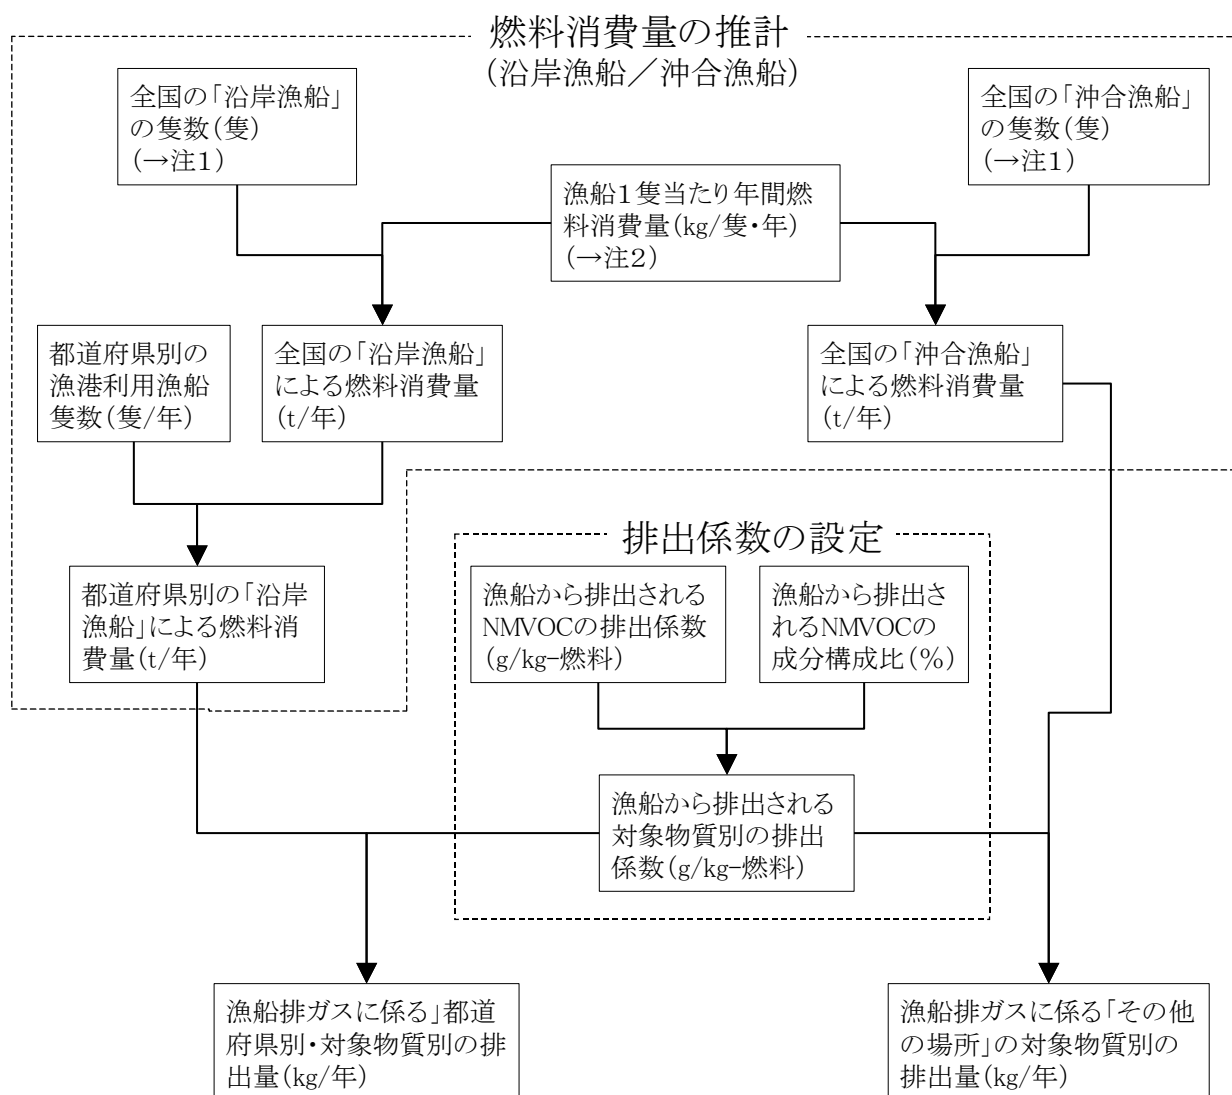 燃料消費量の推計
(沿岸漁船／沖合漁船)
全国の「沿岸漁船」
の隻数(隻)
(→注１)
全国の「沖合漁船」
の隻数(隻)
(→注１)
漁船１隻当たり年間燃
料消費量(kg/隻・年)
(→注２)
都道府県別の
漁港利用漁船
隻数(隻/年)
全国の「沿岸漁船」
による燃料消費量
(t/年)
全国の「沖合漁船」
による燃料消費量
(t/年)
排出係数の設定
都道府県別の「沿岸
漁船」による燃料消
費量(t/年)
漁船から排出される
NMVOCの排出係数
(g/kg-燃料)
漁船から排出さ
れるNMVOCの
成分構成比(%)
漁船から排出される
対象物質別の排出
係数(g/kg-燃料)
漁船排ガスに係る」都道
府県別・対象物質別の排
出量(kg/年)
漁船排ガスに係る「その他
の場所」の対象物質別の
排出量(kg/年)